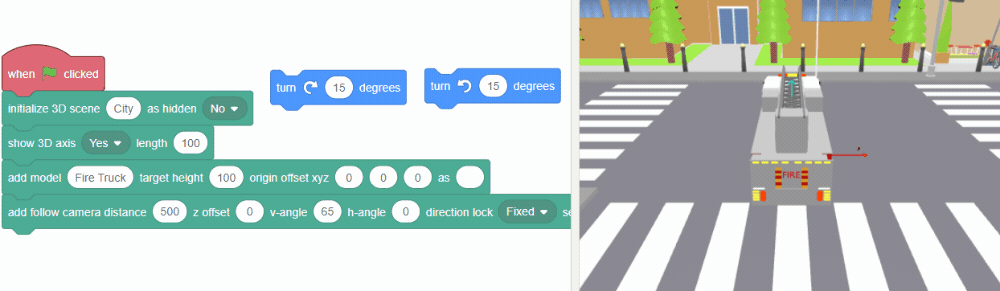 when clicked
turn 15 degrees
turn 15 degrees
initialize 3D scene City as hidden No
show 3D axis Yes length 100
add model Fire Truck target height 100 origin offset xyz 0 0 0 as
add follow camera distance 500 z offset 0 v-angle 65 h-angle 0 direction lock Fixed se
FIRE